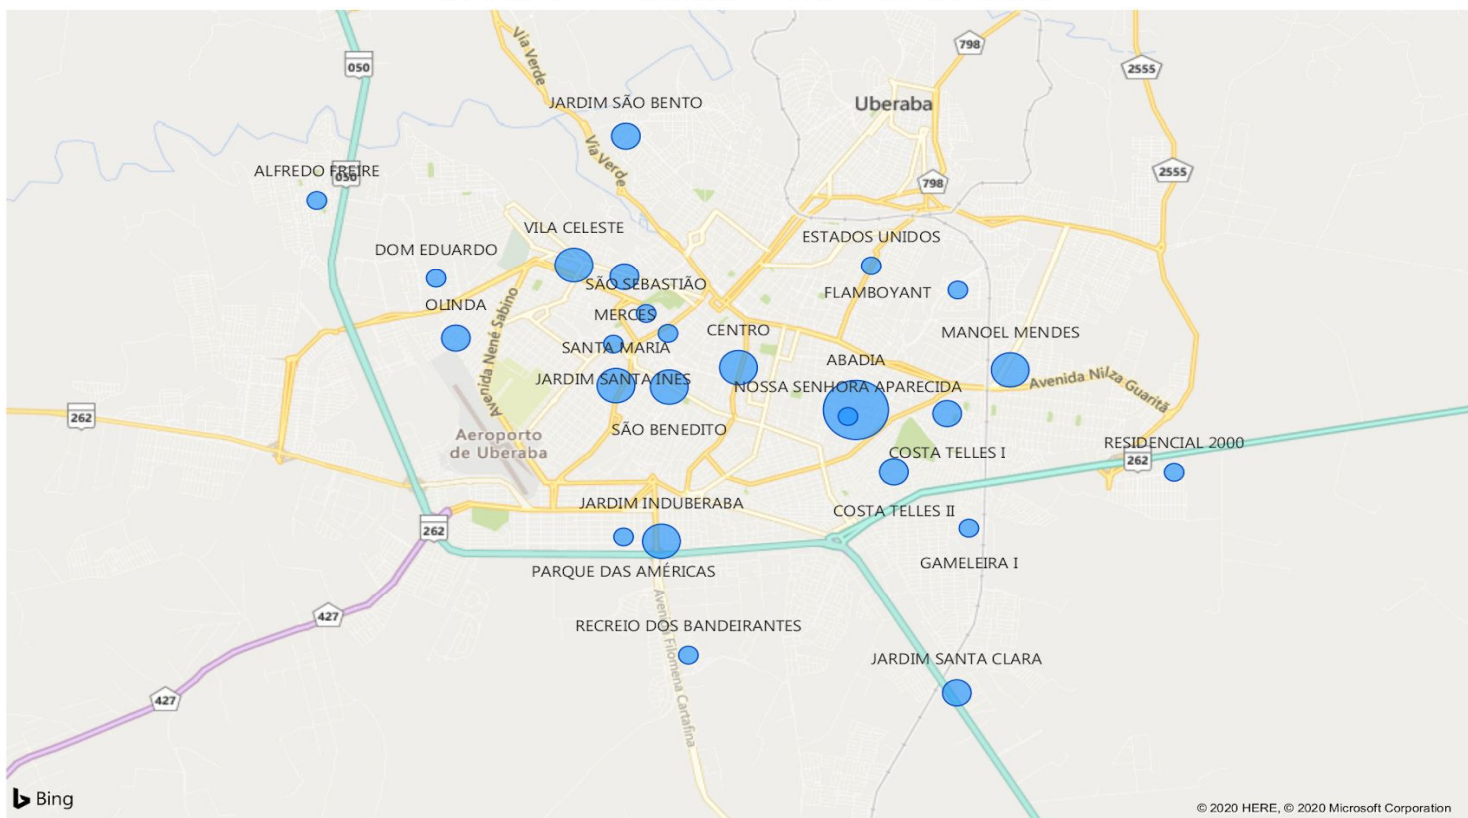 798
050
2555
Via Verde
JARDIM SÃO BENTO
Uberaba
Via Verde
ALFREDO FREIRE
050
2555
798
VILA CELESTE
ESTADOS UNIDOS
DOM EDUARDO
SÃO SEBASTIÃO
FLAMBOYANT
OLINDA
MERCES
CENTRO
MANOEL MENDES
SANTA MARIA
ABADIA
Avenida Nenê Sabino
JARDIM SANTA INES
NOSSA SENHORA APARECIDA
Avenida Nilza Guaritã
262
SÃO BENEDITO
Aeroporto
de Uberaba
COSTA TELLES I
RESIDENCIAL 2000
262
JARDIM INDUBERABA
COSTA TELLES II
262
PARQUE DAS AMÉRICAS
GAMELEIRA I
427
RECREIO DOS BANDEIRANTES
Avenida Filomena Cartafina
JARDIM SANTA CLARA
427
Bing
© 2020 HERE, © 2020 Microsoft Corporation